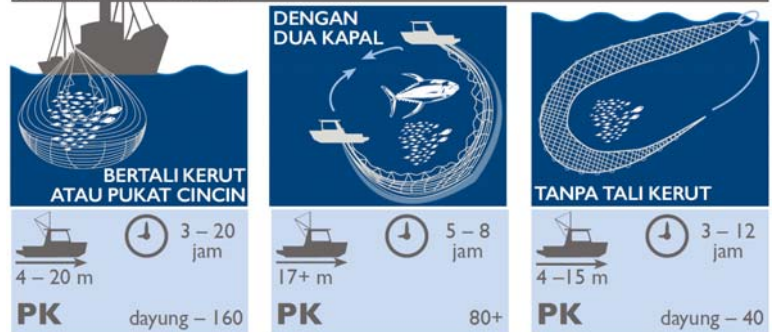 BERTALI KERUT
ATAU PUKAT CINCIN
3 – 20
jam
4 – 20 m
PK dayung – 160
DENGAN
DUA KAPAL
5 – 8
jam
17+ m
PK 80+
TANPA TALI KERUT
3 – 12
jam
4 –15 m
PK dayung – 40